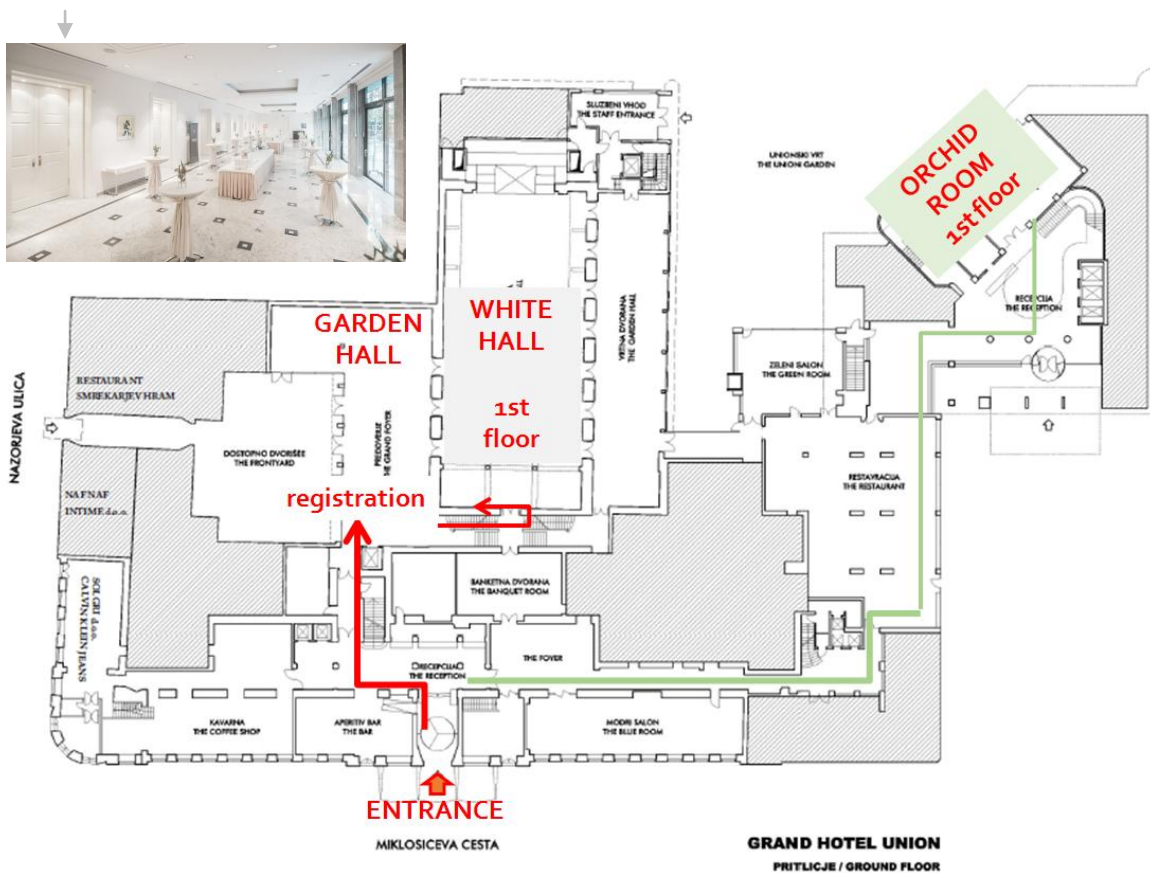 SLUZBENI VHOD
THE STAFF ENTRANCE
UNIONSKI VRT
THE UNIONI GARDEN
ORCHID
ROOM
1st floor
RECEPCIJA
THE RECEPTION
GARDEN
HALL
WHITE
HALL
1st
floor
VRTNA DVORANA
THE GARDEN HALL
ZELENI SALON
THE GREEN ROOM
RESTAURANT
SMREKARJEV HRAM
NAZORJEVA ULICA
DOSTOPNO DVORIŠĆE
THE FRONTYARD
PREDDVERJE
THE GRAND FOYER
RESTAVRACIJA
THE RESTAURANT
NAFNAF
INTIME d.o.o.
registration
BANKETNA DVORANA
THE BANQUET ROOM
SOLGRI d.o.o.
CALVIN KLEIN JEANS
RECEPCIJA
THE RECEPTION
THE FOYER
KAVARNA
THE COFFEE SHOP
APERITIV BAR
THE BAR
MODRI SALON
THE BLUE ROOM
ENTRANCE
MIKLOSICEVA CESTA
GRAND HOTEL UNION
PRITLICJE / GROUND FLOOR